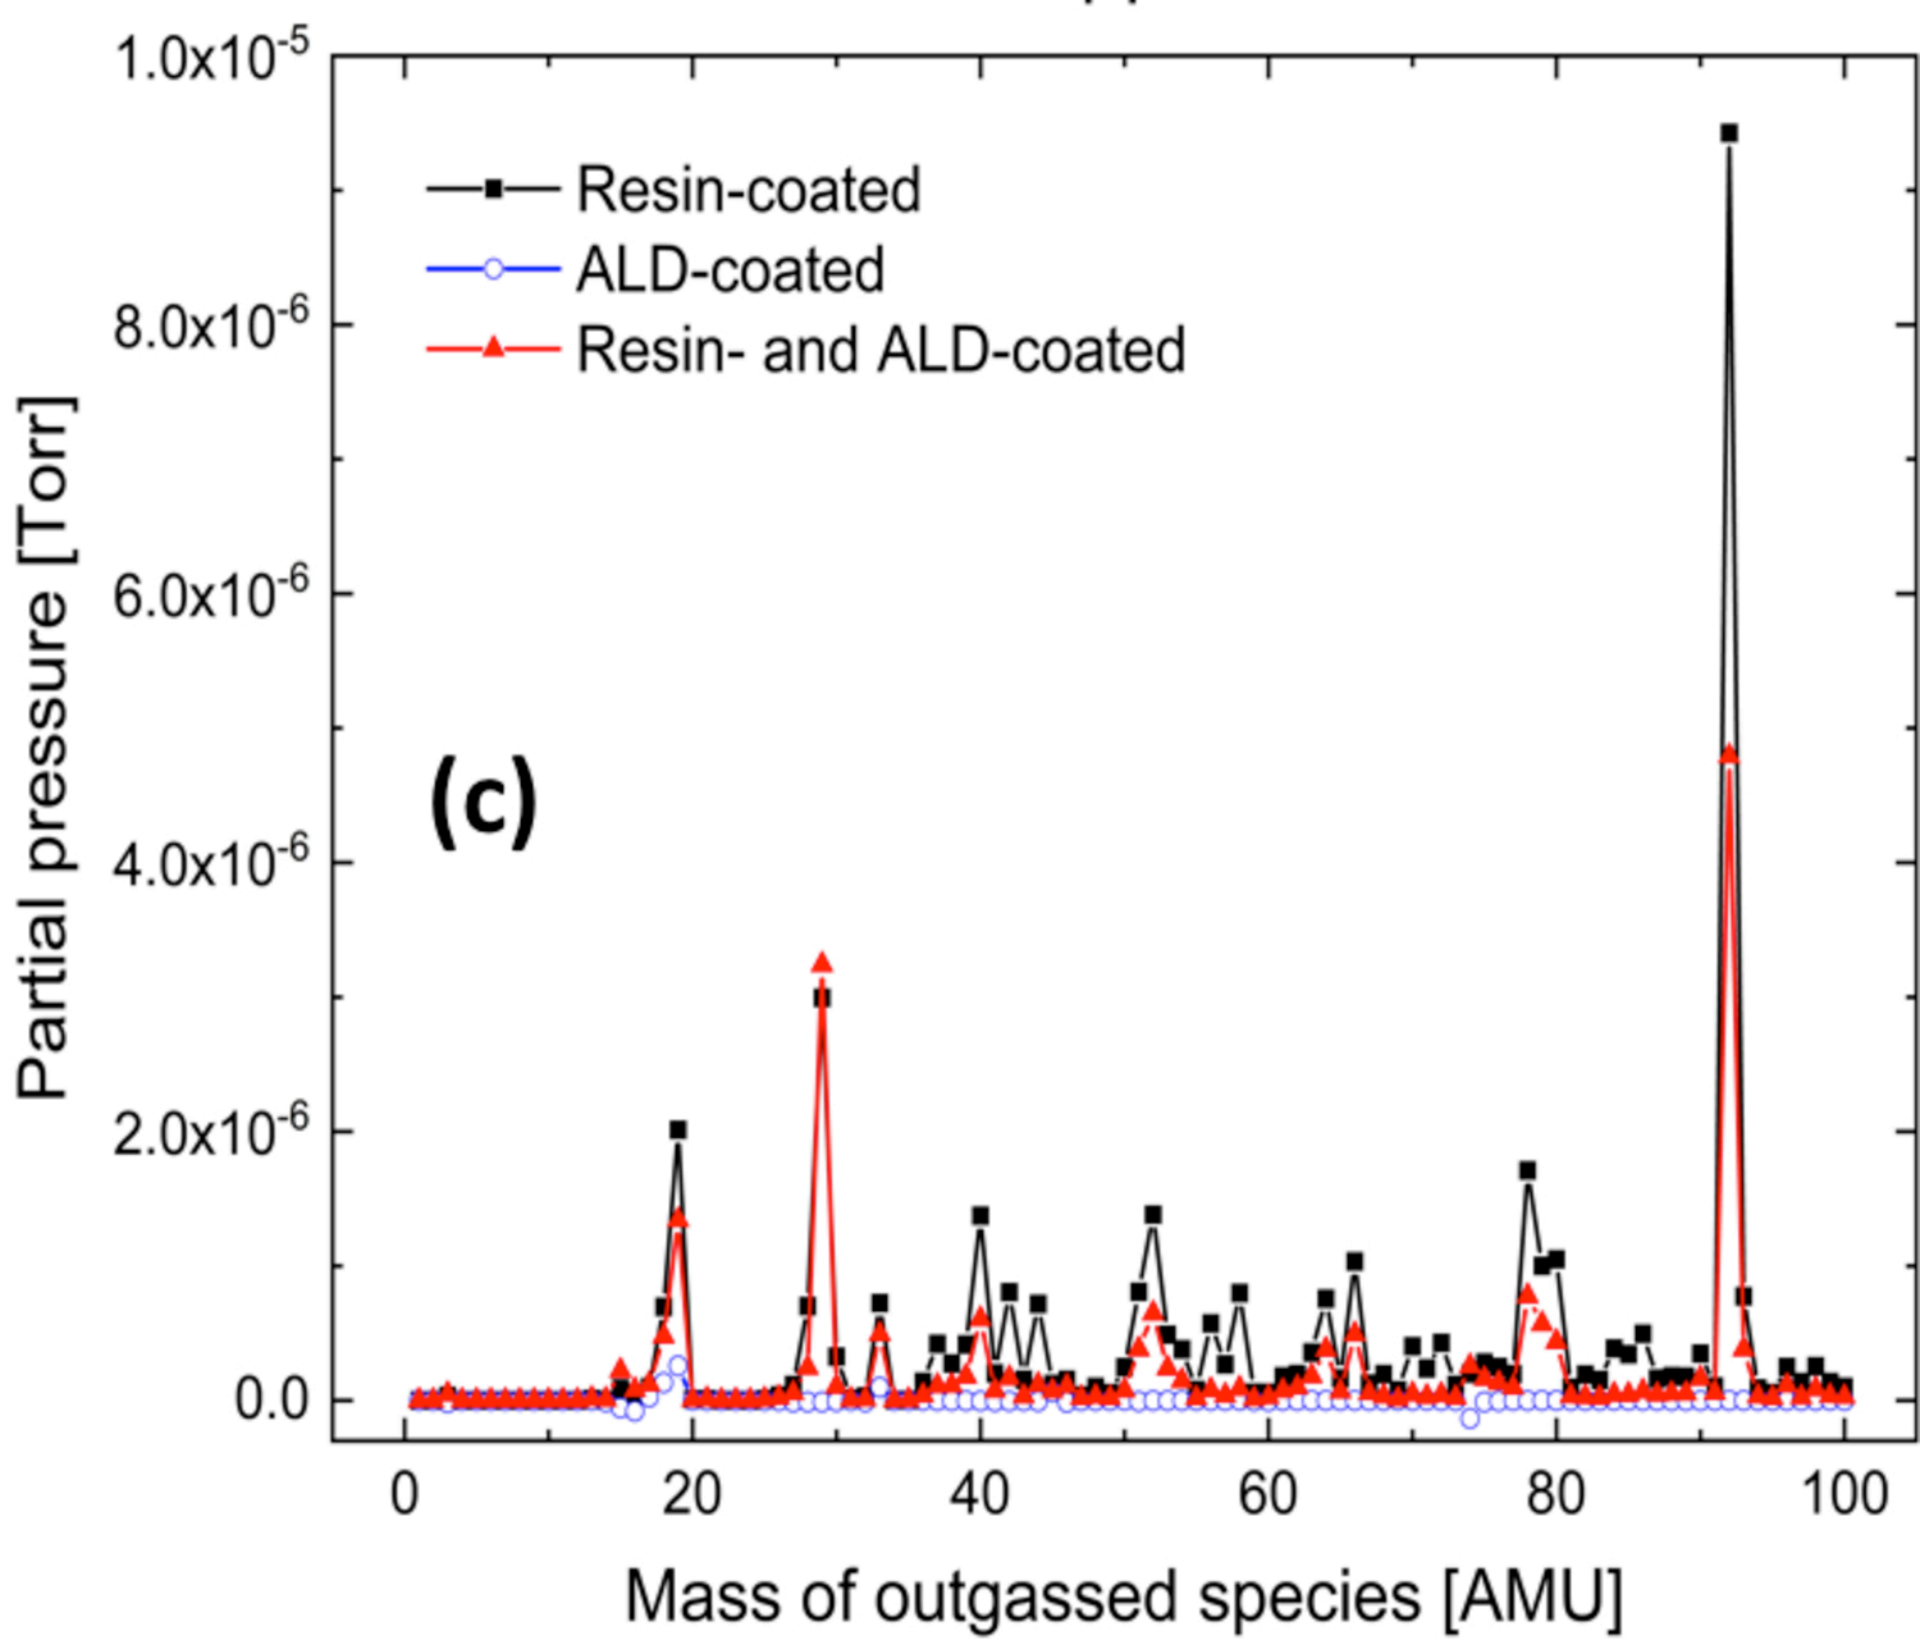 1.0x10-5
8.0x10-6
6.0x10-6
4.0x10-6
2.0x10-6
0.0
Partial pressure [Torr]
Resin-coated
ALD-coated
Resin- and ALD-coated
(c)
0 20 40 60 80 100
Mass of outgassed species [AMU]